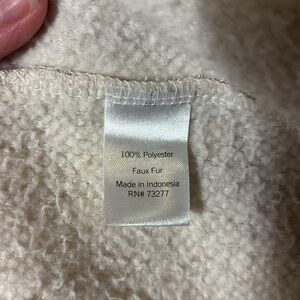 100% Polyester
Faux Fur
Made in Indonesia
RN# 73277